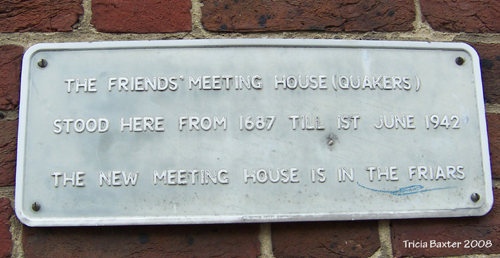 THE FRIENDS' MEETING HOUSE (QUAKERS)
STOOD HERE FROM 1687 TILL 1ST JUNE 1942
THE NEW MEETING HOUSE IS IN THE FRIARS
Tricia Baxter 2008